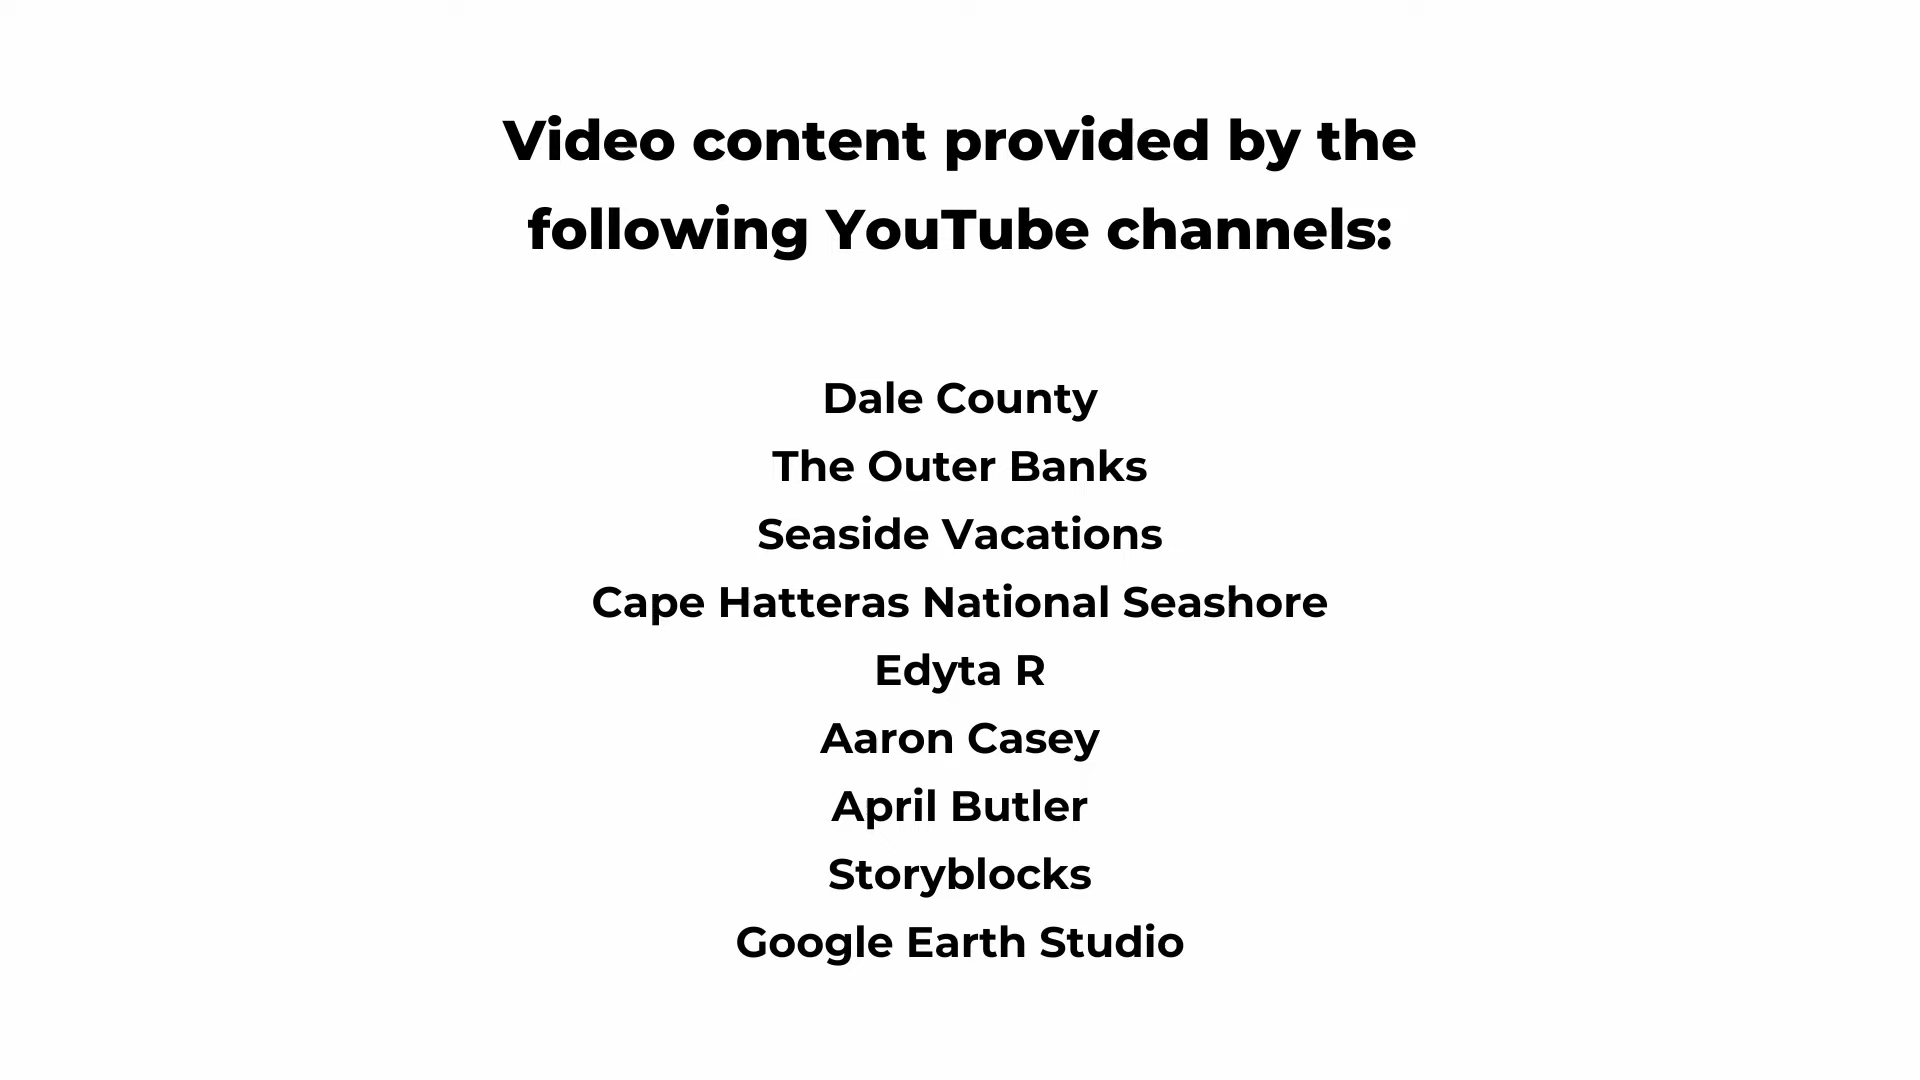 Video content provided by the
following YouTube channels:
Dale County
The Outer Banks
Seaside Vacations
Cape Hatteras National Seashore
Edyta R
Aaron Casey
April Butler
Storyblocks
Google Earth Studio